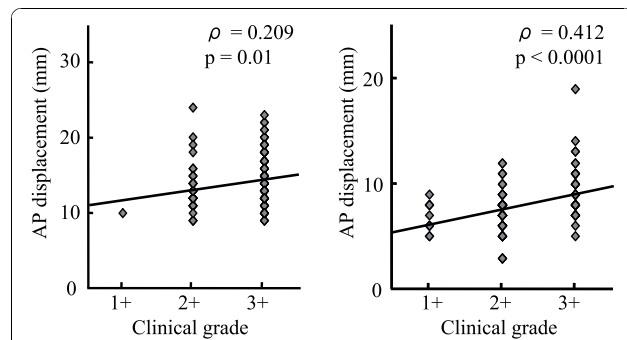 ρ = 0.209
p = 0.01
AP displacement (mm)
30
20
10
0
1+ 2+ 3+
Clinical grade
ρ = 0.412
p < 0.0001
AP displacement (mm)
20
10
0
1+ 2+ 3+
Clinical grade